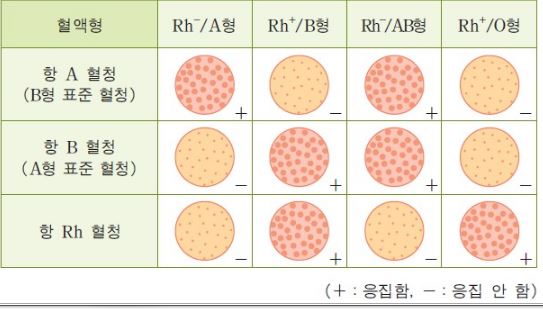 혈액형 Rh⁻/A형 Rh⁺/B형 Rh⁻/AB형 Rh⁺/O형
항 A 혈청
(B형 표준 혈청)
+ − + −
항 B 혈청
(A형 표준 혈청)
− + + −
항 Rh 혈청
− + − +
(+ : 응집함, − : 응집 안 함)